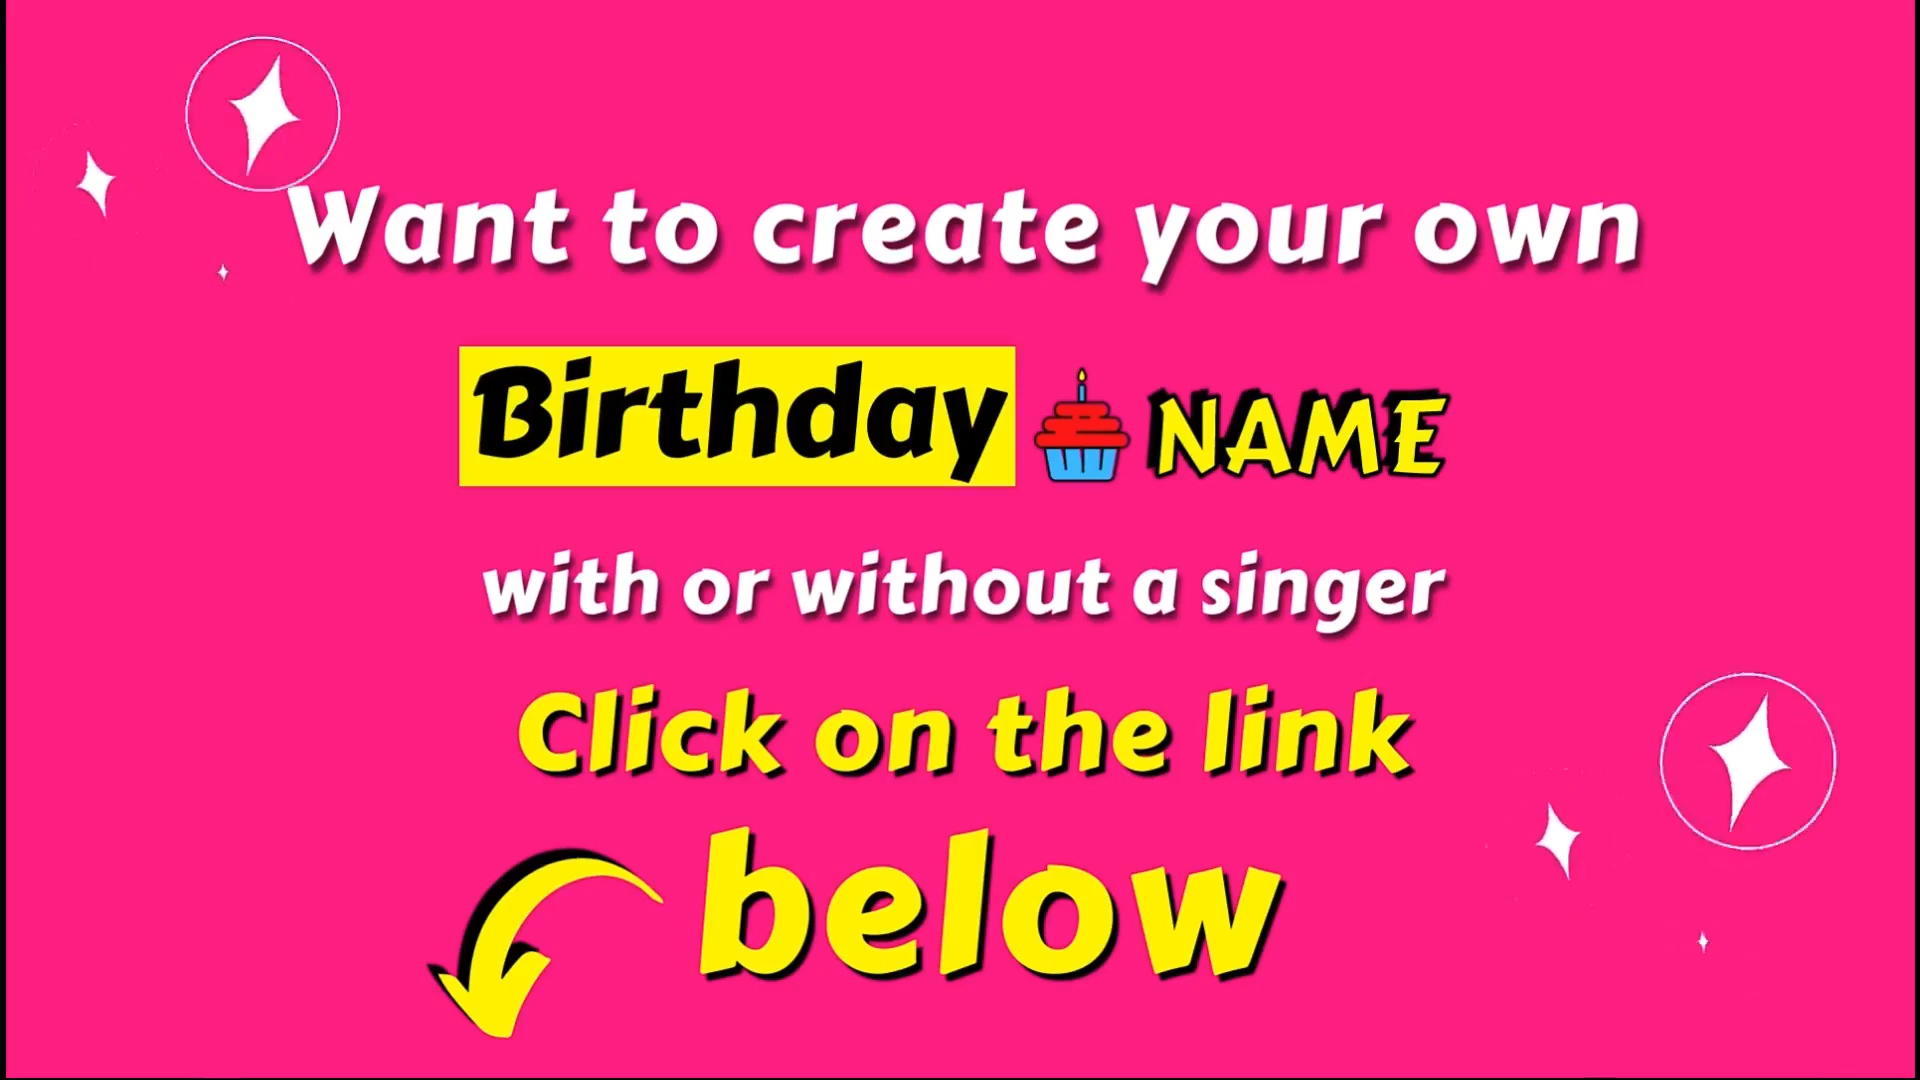 Want to create your own
Birthday NAME
with or without a singer
Click on the link
below